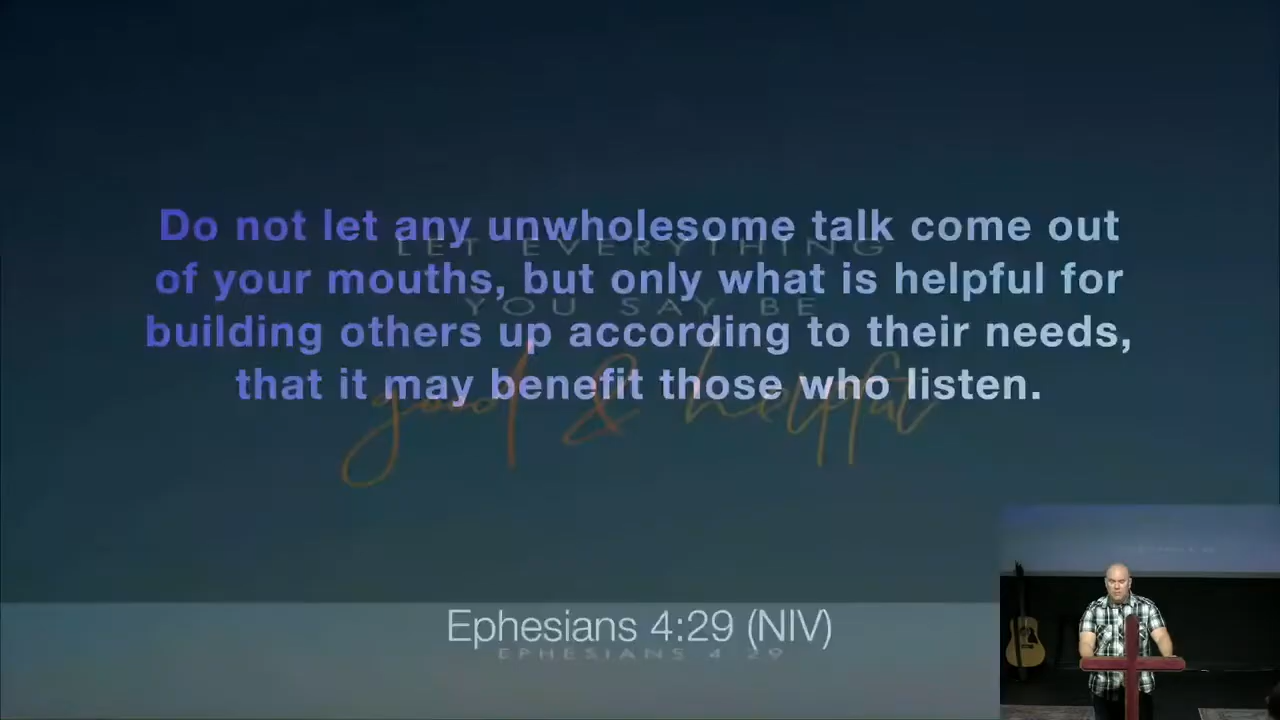 Do not let any unwholesome talk come out
of your mouths, but only what is helpful for
building others up according to their needs,
that it may benefit those who listen.
LET EVERYTHING
YOU SAY BE
good & helpful
Ephesians 4:29 (NIV)
EPHESIANS 4:29